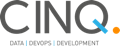 CINQ.
DATA | DEVOPS | DEVELOPMENT